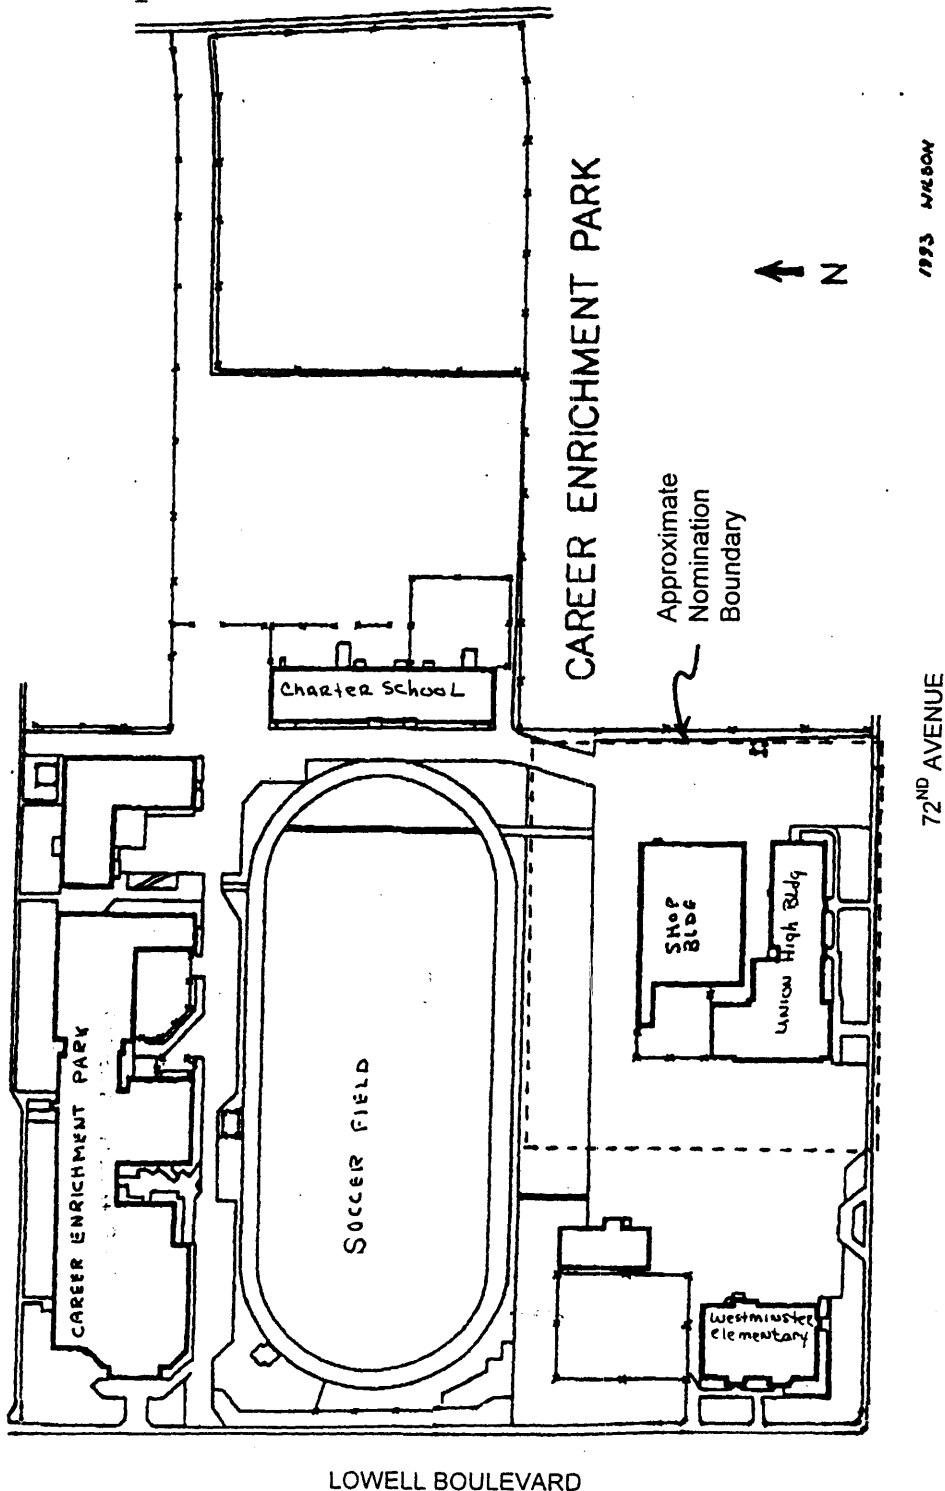 CAREER ENRICHMENT PARK
1993 WILSON
N
Approximate
Nomination
Boundary
CHARTER SCHOOL
72ND AVENUE
SHOP
BLDG
UNION High Bldg
CAREER ENRICHMENT PARK
SOCCER FIELD
Westminster
elementary
LOWELL BOULEVARD